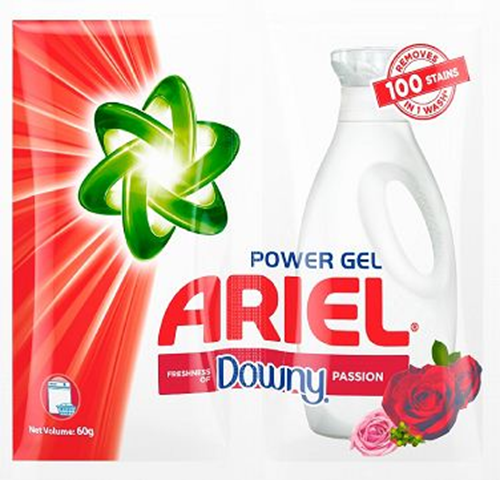 REMOVES
100 STAINS
IN 1 WASH*
POWER GEL
ARIEL®
FRESHNESS
OF
Downy.
PASSION
Net Volume: 60g